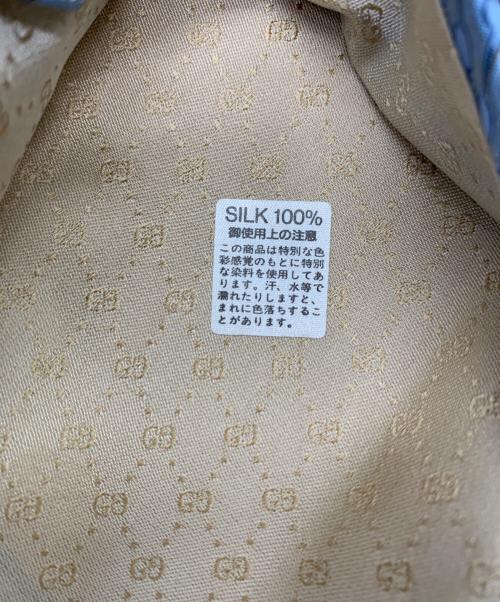 SILK 100%
御使用上の注意
この商品は特別な色
彩感覚のもとに特別
な染料を使用してあ
ります。汗、水等で
濡れたりしますと、
まれに色落ちするこ
とがあります。